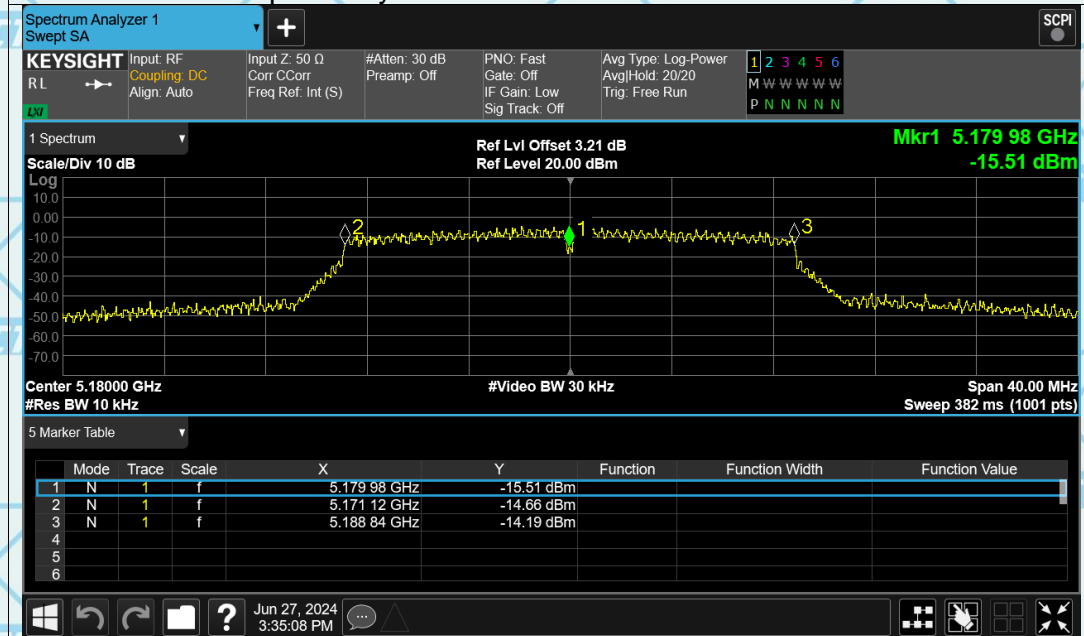 Spectrum Analyzer 1
Swept SA
+
SCPI
KEYSIGHT Input: RF Input Z: 50 Ω #Atten: 30 dB PNO: Fast Avg Type: Log-Power 1 2 3 4 5 6
RL Coupling: DC Corr CCorr Preamp: Off Gate: Off Avg|Hold: 20/20 M W W W W W
Align: Auto Freq Ref: Int (S) IF Gain: Low Trig: Free Run
LXI Sig Track: Off P N N N N N
1 Spectrum Ref Lvl Offset 3.21 dB Mkr1 5.179 98 GHz
Scale/Div 10 dB Ref Level 20.00 dBm -15.51 dBm
Log
10.0
0.00
-10.0
-20.0
-30.0
-40.0
-50.0
-60.0
-70.0
2 1 3
Center 5.18000 GHz #Video BW 30 kHz Span 40.00 MHz
#Res BW 10 kHz Sweep 382 ms (1001 pts)
5 Marker Table
Mode Trace Scale X Y Function Function Width Function Value
1 N 1 f 5.179 98 GHz -15.51 dBm
2 N 1 f 5.171 12 GHz -14.66 dBm
3 N 1 f 5.188 84 GHz -14.19 dBm
4
5
6
? Jun 27, 2024
3:35:08 PM